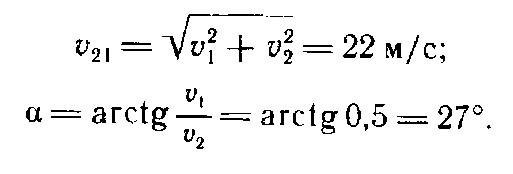 v₂₁ = √(v₁² + v₂²) = 22 м/с;
α = arctg v₁/v₂ = arctg 0,5 = 27°.